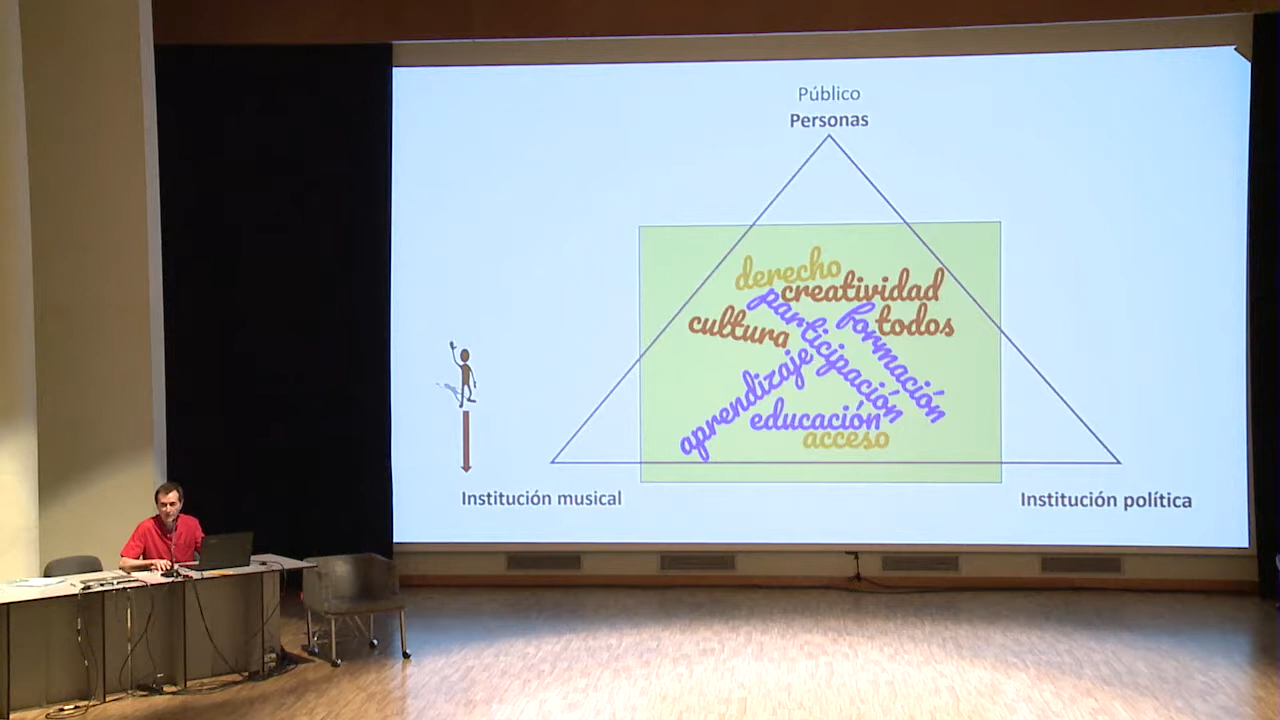 Público
Personas
derecho
creatividad
participación
formación
cultura
todos
aprendizaje
educación
acceso
Institución musical
Institución política